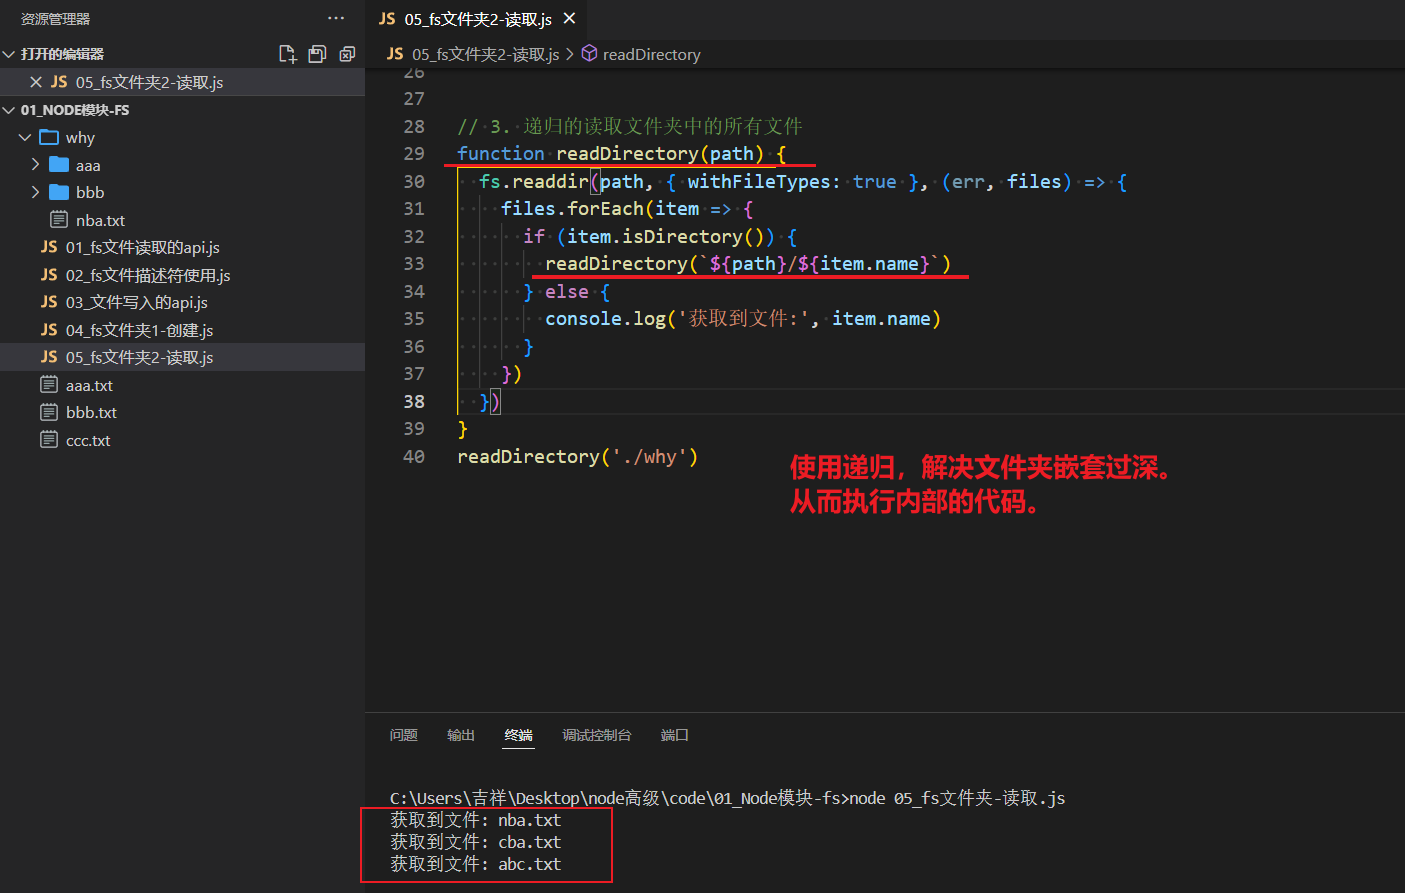 资源管理器
打开的编辑器
JS 05_fs文件夹2-读取.js
01_NODE模块-FS
why
aaa
bbb
nba.txt
JS 01_fs文件读取的api.js
JS 02_fs文件描述符使用.js
JS 03_文件写入的api.js
JS 04_fs文件夹1-创建.js
JS 05_fs文件夹2-读取.js
aaa.txt
bbb.txt
ccc.txt
JS 05_fs文件夹2-读取.js
JS 05_fs文件夹2-读取.js > readDirectory
26
27
28 // 3. 递归的读取文件夹中的所有文件
29 function readDirectory(path) {
30 fs.readdir(path, { withFileTypes: true }, (err, files) => {
31 files.forEach(item => {
32 if (item.isDirectory()) {
33 readDirectory(`${path}/${item.name}`)
34 } else {
35 console.log('获取到文件:', item.name)
36 }
37 })
38 })
39 }
40 readDirectory('./why')
使用递归，解决文件夹嵌套过深。
从而执行内部的代码。
问题 输出 终端 调试控制台 端口
C:\Users\吉祥\Desktop\node高级\code\01_Node模块-fs>node 05_fs文件夹-读取.js
获取到文件: nba.txt
获取到文件: cba.txt
获取到文件: abc.txt